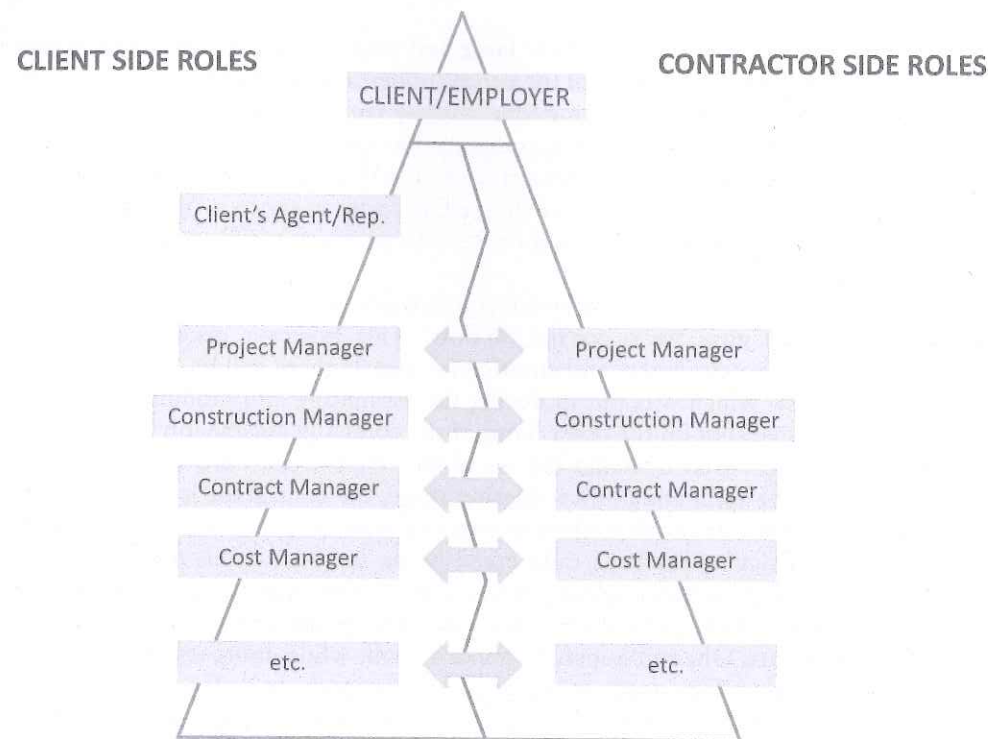 CLIENT SIDE ROLES
CONTRACTOR SIDE ROLES
CLIENT/EMPLOYER
Client's Agent/Rep.
Project Manager
Project Manager
Construction Manager
Construction Manager
Contract Manager
Contract Manager
Cost Manager
Cost Manager
etc.
etc.